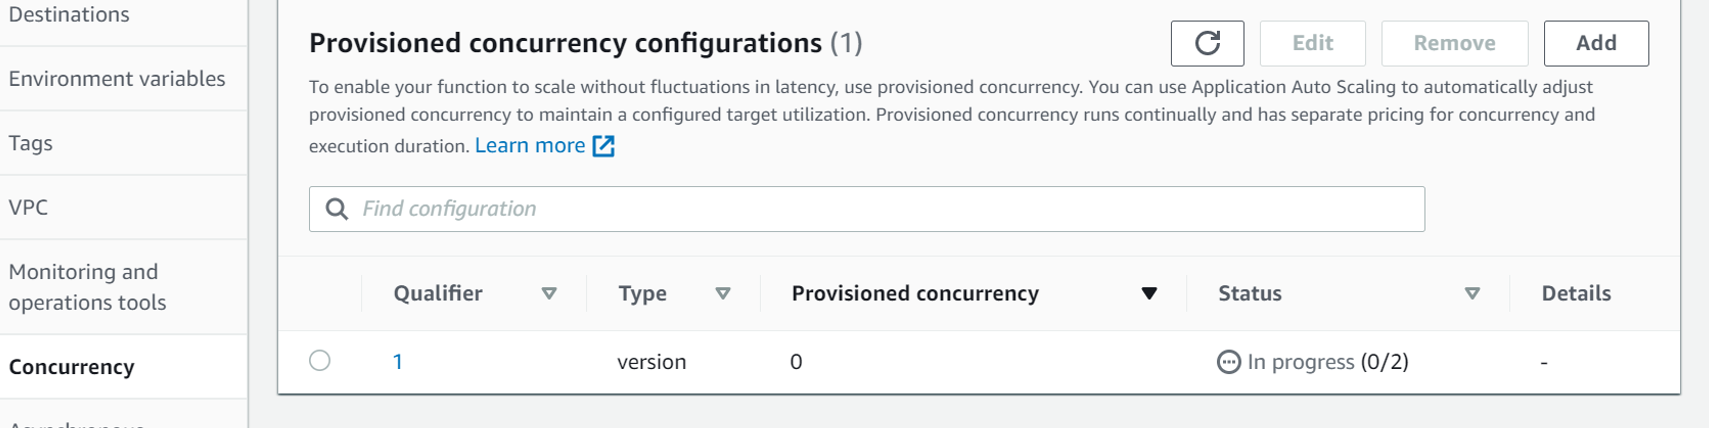 Destinations
Environment variables
Tags
VPC
Monitoring and
operations tools
Concurrency
Asynchronous
Provisioned concurrency configurations (1)
Edit
Remove
Add
To enable your function to scale without fluctuations in latency, use provisioned concurrency. You can use Application Auto Scaling to automatically adjust
provisioned concurrency to maintain a configured target utilization. Provisioned concurrency runs continually and has separate pricing for concurrency and
execution duration. Learn more
Find configuration
Qualifier Type Provisioned concurrency Status Details
1 version 0 In progress (0/2) -